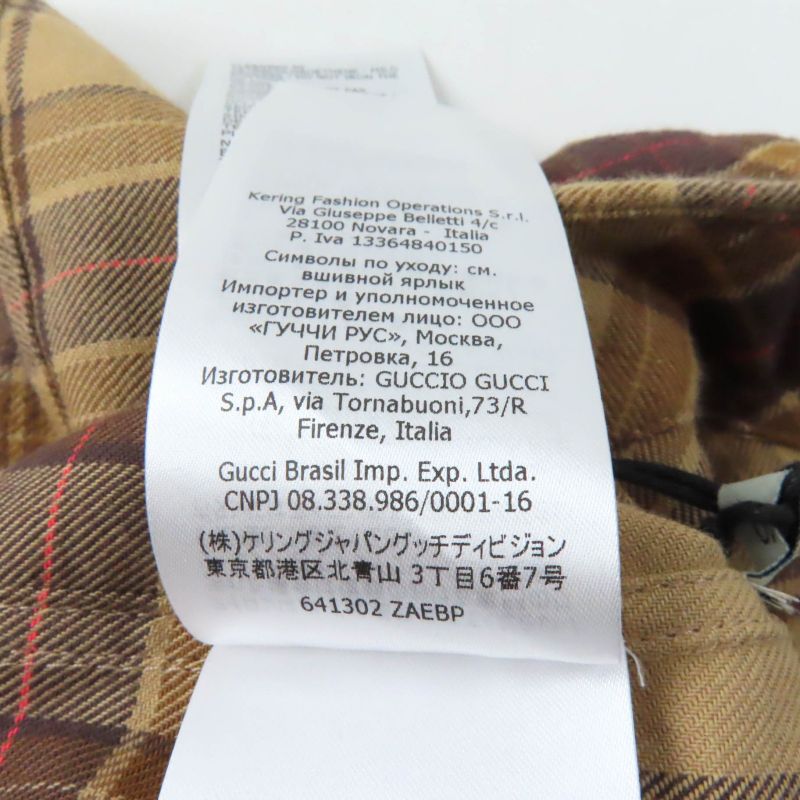 Kering Fashion Operations S.r.l.
Via Giuseppe Belletti 4/c
28100 Novara - Italia
P. Iva 13364840150
Символы по уходу: см.
вшивной ярлык
Импортер и уполномоченное
изготовителем лицо: ООО
«ГУЧЧИ РУС», Москва,
Петровка, 16
Изготовитель: GUCCIO GUCCI
S.p.A, via Tornabuoni,73/R
Firenze, Italia
Gucci Brasil Imp. Exp. Ltda.
CNPJ 08.338.986/0001-16
(株)ケリングジャパングッチディビジョン
東京都港区北青山 3丁目6番7号
641302 ZAEBP